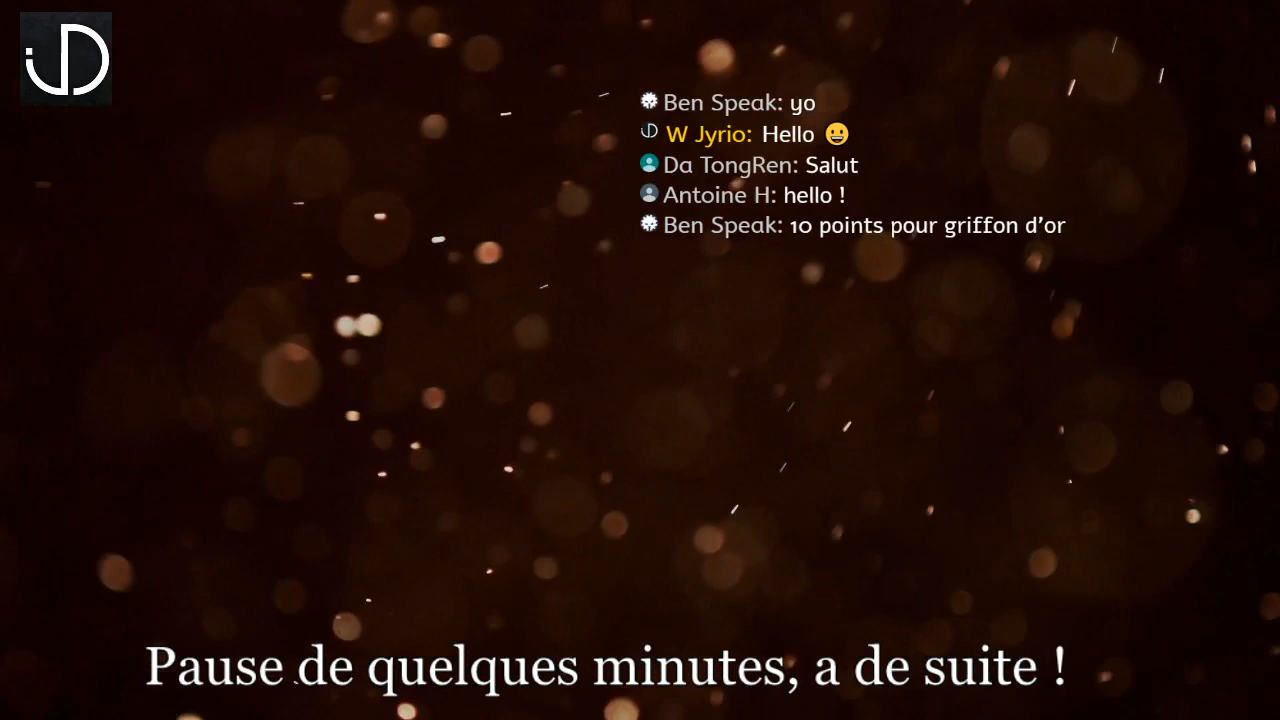 Ben Speak: yo
W Jyrio: Hello 😀
Da TongRen: Salut
Antoine H: hello !
Ben Speak: 10 points pour griffon d'or
Pause de quelques minutes, a de suite !